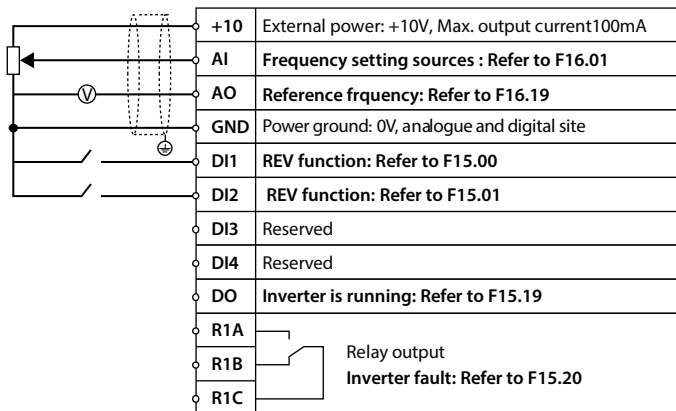 +10 External power: +10V, Max. output current100mA
AI Frequency setting sources : Refer to F16.01
V AO Reference frquency: Refer to F16.19
GND Power ground: 0V, analogue and digital site
DI1 REV function: Refer to F15.00
DI2 REV function: Refer to F15.01
DI3 Reserved
DI4 Reserved
DO Inverter is running: Refer to F15.19
R1A
R1B Relay output
Inverter fault: Refer to F15.20
R1C